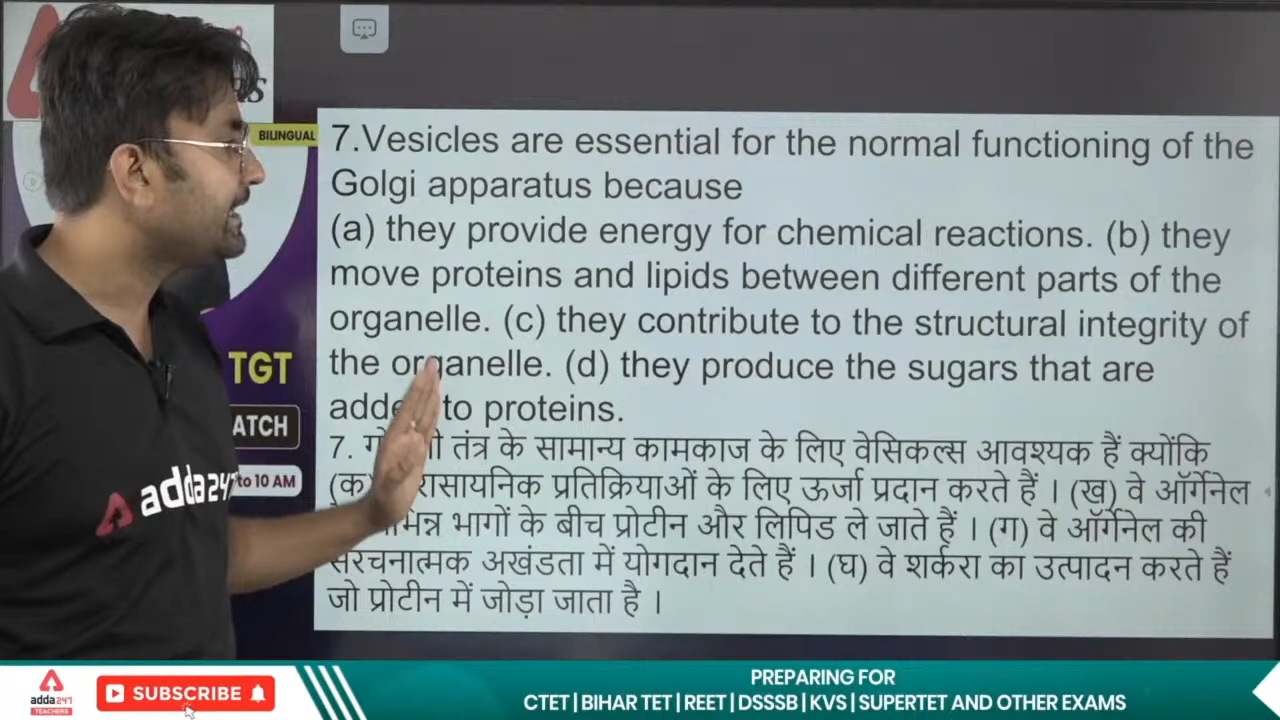 BILINGUAL
7.Vesicles are essential for the normal functioning of the
Golgi apparatus because
(a) they provide energy for chemical reactions. (b) they
move proteins and lipids between different parts of the
organelle. (c) they contribute to the structural integrity of
the organelle. (d) they produce the sugars that are
to proteins.
7. तंत्र के सामान्य कामकाज के लिए वेसिकल्स आवश्यक हैं क्योंकि
(क) रासायनिक प्रतिक्रियाओं के लिए ऊर्जा प्रदान करते हैं । (ख) वे ऑर्गेनेल
भागों के बीच प्रोटीन और लिपिड ले जाते हैं । (ग) वे ऑर्गेनेल की
संरचनात्मक अखंडता में योगदान देते हैं । (घ) वे शर्करा का उत्पादन करते हैं
जो प्रोटीन में जोड़ा जाता है ।
TGT
to 10 AM
adda247
adda247
TEACHERS
SUBSCRIBE
PREPARING FOR
CTET | BIHAR TET | REET | DSSSB | KVS | SUPERTET AND OTHER EXAMS